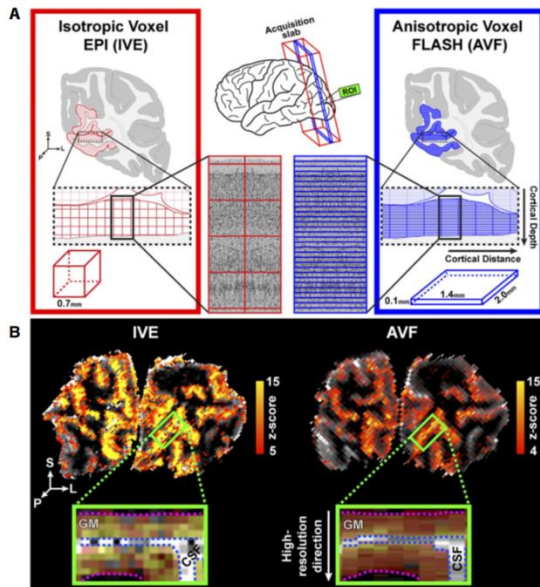 A
Isotropic Voxel
EPI (IVE)
Acquisition
slab
ROI
Anisotropic Voxel
FLASH (AVF)
S
P
L
S
P
L
Cortical Depth
Cortical Distance
0.7mm
0.1mm
1.4mm
2.0mm
B
IVE
AVF
15
z-score
5
15
z-score
4
S
P
L
GM
CSF
High-
resolution
direction
GM
CSF